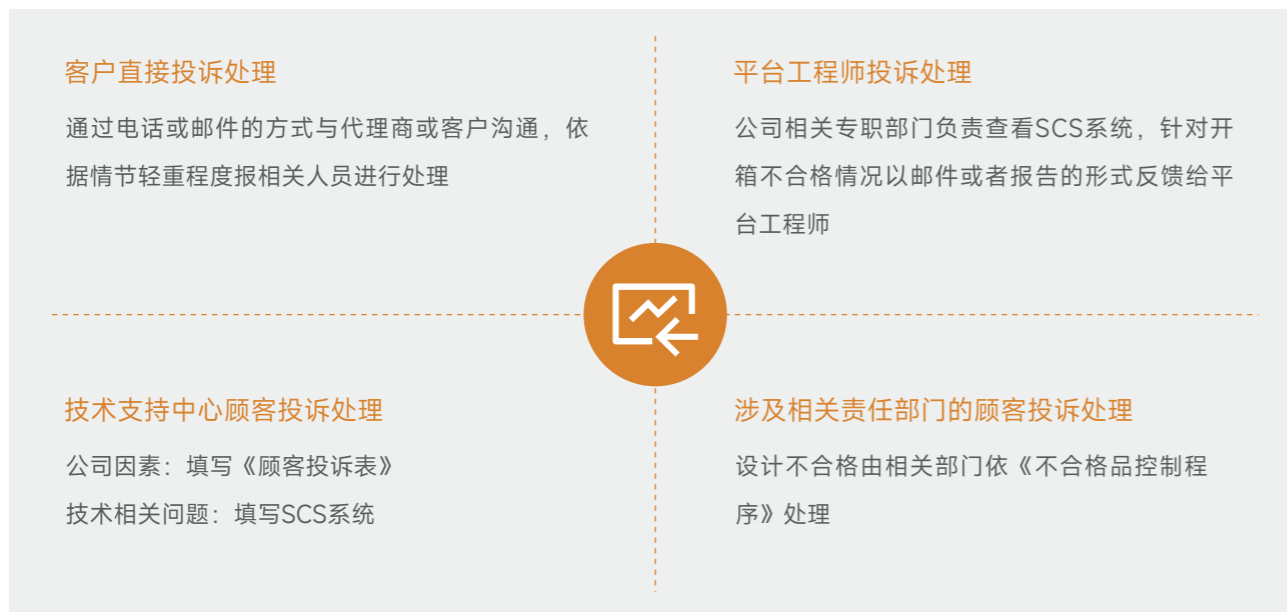 客户直接投诉处理
通过电话或邮件的方式与代理商或客户沟通，依
据情节轻重程度报相关人员进行处理
平台工程师投诉处理
公司相关专职部门负责查看SCS系统，针对开
箱不合格情况以邮件或者报告的形式反馈给平
台工程师
技术支持中心顾客投诉处理
公司因素：填写《顾客投诉表》
技术相关问题：填写SCS系统
涉及相关责任部门的顾客投诉处理
设计不合格由相关部门依《不合格品控制程
序》处理